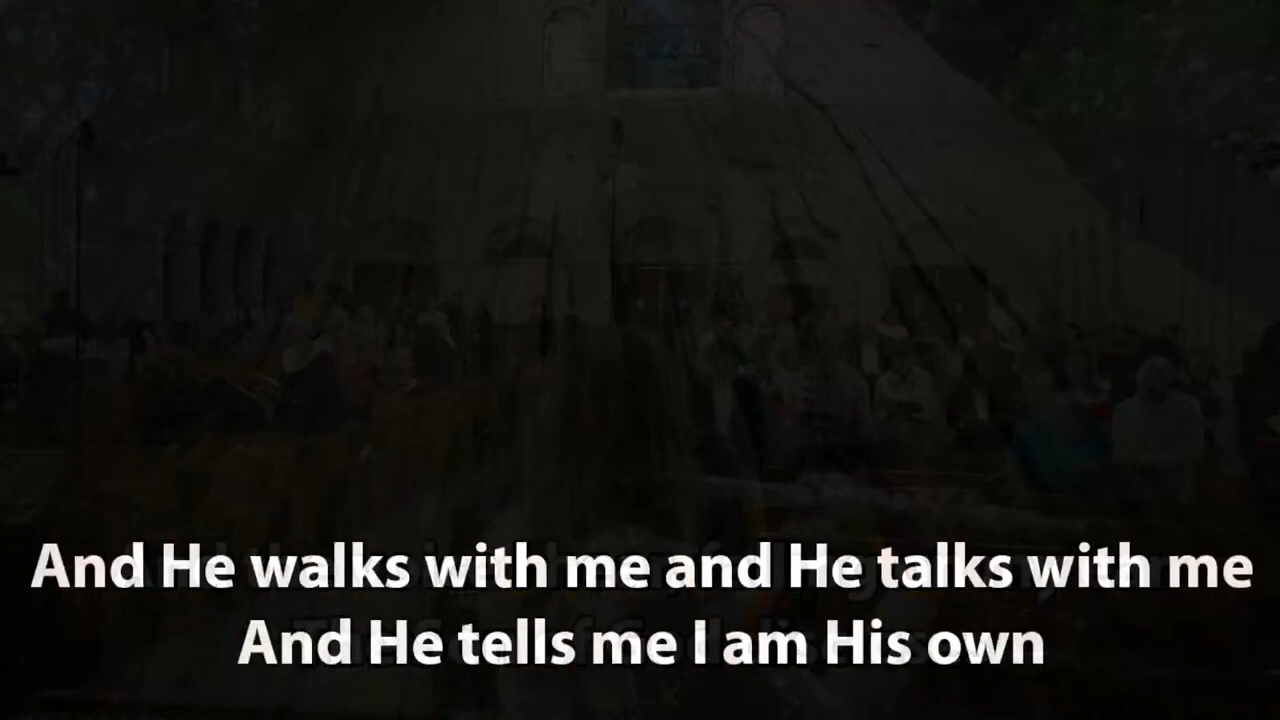 And He walks with me and He talks with me
And He tells me I am His own